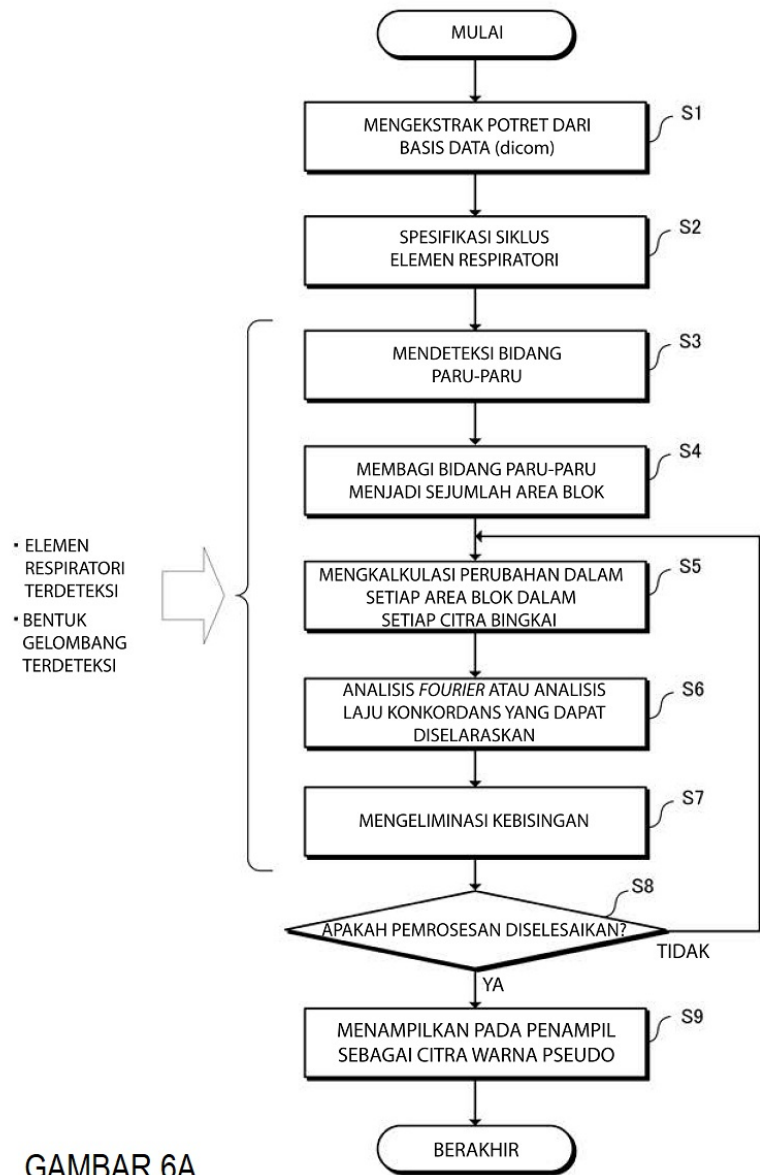 MULAI
MENGEKSTRAK POTRET DARI
BASIS DATA (dicom)
S1
SPESIFIKASI SIKLUS
ELEMEN RESPIRATORI
S2
MENDETEKSI BIDANG
PARU-PARU
S3
MEMBAGI BIDANG PARU-PARU
MENJADI SEJUMLAH AREA BLOK
S4
▪ ELEMEN
RESPIRATORI
TERDETEKSI
▪ BENTUK
GELOMBANG
TERDETEKSI
MENGKALKULASI PERUBAHAN DALAM
SETIAP AREA BLOK DALAM
SETIAP CITRA BINGKAI
S5
ANALISIS FOURIER ATAU ANALISIS
LAJU KONKORDANS YANG DAPAT
DISELARASKAN
S6
MENGELIMINASI KEBISINGAN
S7
APAKAH PEMROSESAN DISELESAIKAN?
S8
TIDAK
YA
MENAMPILKAN PADA PENAMPIL
SEBAGAI CITRA WARNA PSEUDO
S9
BERAKHIR
GAMBAR 6A